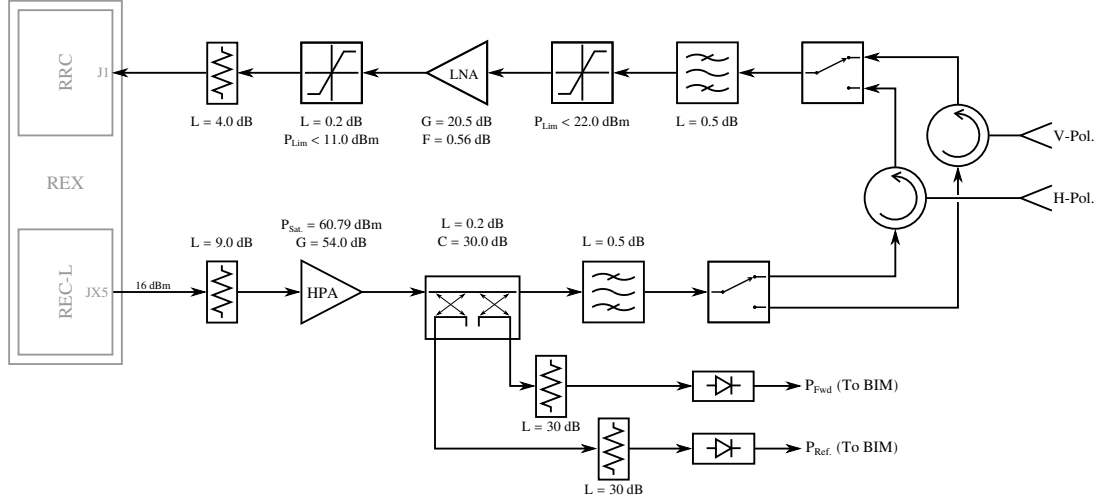 RRC
J1
REX
REC-L
JX5
L = 4.0 dB
L = 0.2 dB
P_Lim < 11.0 dBm
LNA
G = 20.5 dB
F = 0.56 dB
P_Lim < 22.0 dBm
L = 0.5 dB
V-Pol.
H-Pol.
16 dBm
L = 9.0 dB
P_Sat. = 60.79 dBm
G = 54.0 dB
HPA
L = 0.2 dB
C = 30.0 dB
L = 0.5 dB
L = 30 dB
P_Fwd (To BIM)
L = 30 dB
P_Ref. (To BIM)